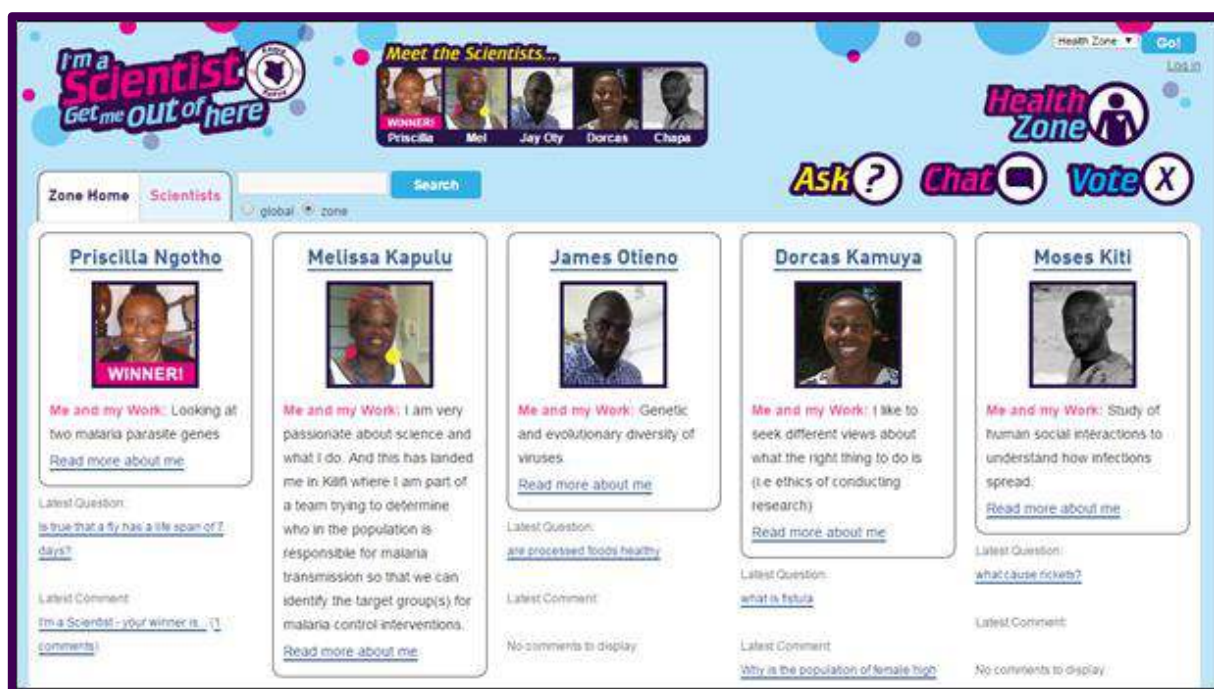 I'm a
Scientist
Get me out of here
KENYA
Meet the Scientists...
WINNER!
Priscilla Mel Jay Oty Dorcas Chapa
Health Zone Go!
Log in
Health
Zone
Ask ? Chat Vote X
Zone Home Scientists Search
global zone
Priscilla Ngotho
WINNER!
Me and my Work: Looking at
two malaria parasite genes
Read more about me
Latest Question:
Is true that a fly has a life span of 7
days?
Latest Comment:
I'm a Scientist - your winner is... (1
comments)
Melissa Kapulu
Me and my Work: I am very
passionate about science and
what I do. And this has landed
me in Kilifi where I am part of
a team trying to determine
who in the population is
responsible for malaria
transmission so that we can
identify the target group(s) for
malaria control interventions.
Read more about me
James Otieno
Me and my Work: Genetic
and evolutionary diversity of
viruses
Read more about me
Latest Question:
are processed foods healthy
Latest Comment:
No comments to display
Dorcas Kamuya
Me and my Work: I like to
seek different views about
what the right thing to do is
(i.e ethics of conducting
research)
Read more about me
Latest Question:
what is fistula
Latest Comment:
Why is the population of female high
Moses Kiti
Me and my Work: Study of
human social interactions to
understand how infections
spread.
Read more about me
Latest Question:
what cause rickets?
Latest Comment:
No comments to display